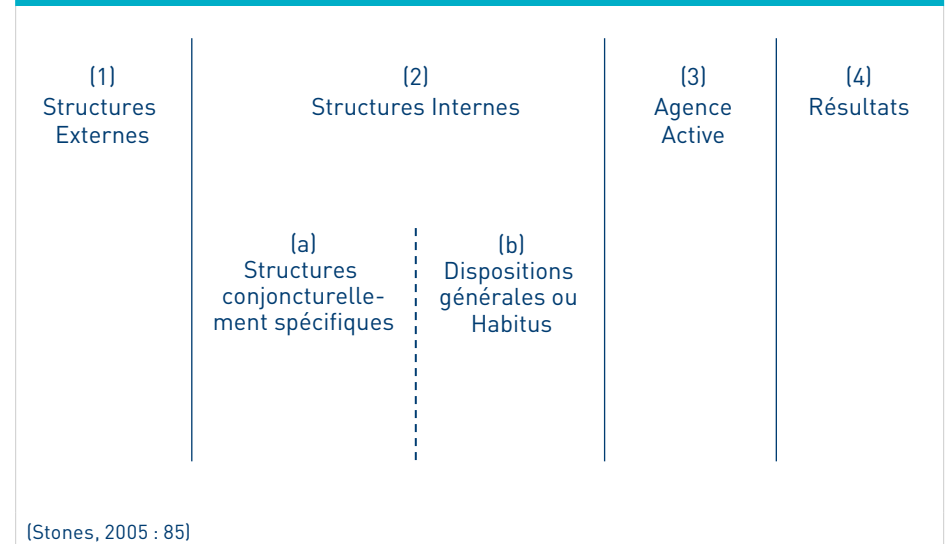 (1)
Structures
Externes
(2)
Structures Internes
(3)
Agence
Active
(4)
Résultats
(a)
Structures
conjoncturelle-
ment spécifiques
(b)
Dispositions
générales ou
Habitus
(Stones, 2005 : 85)